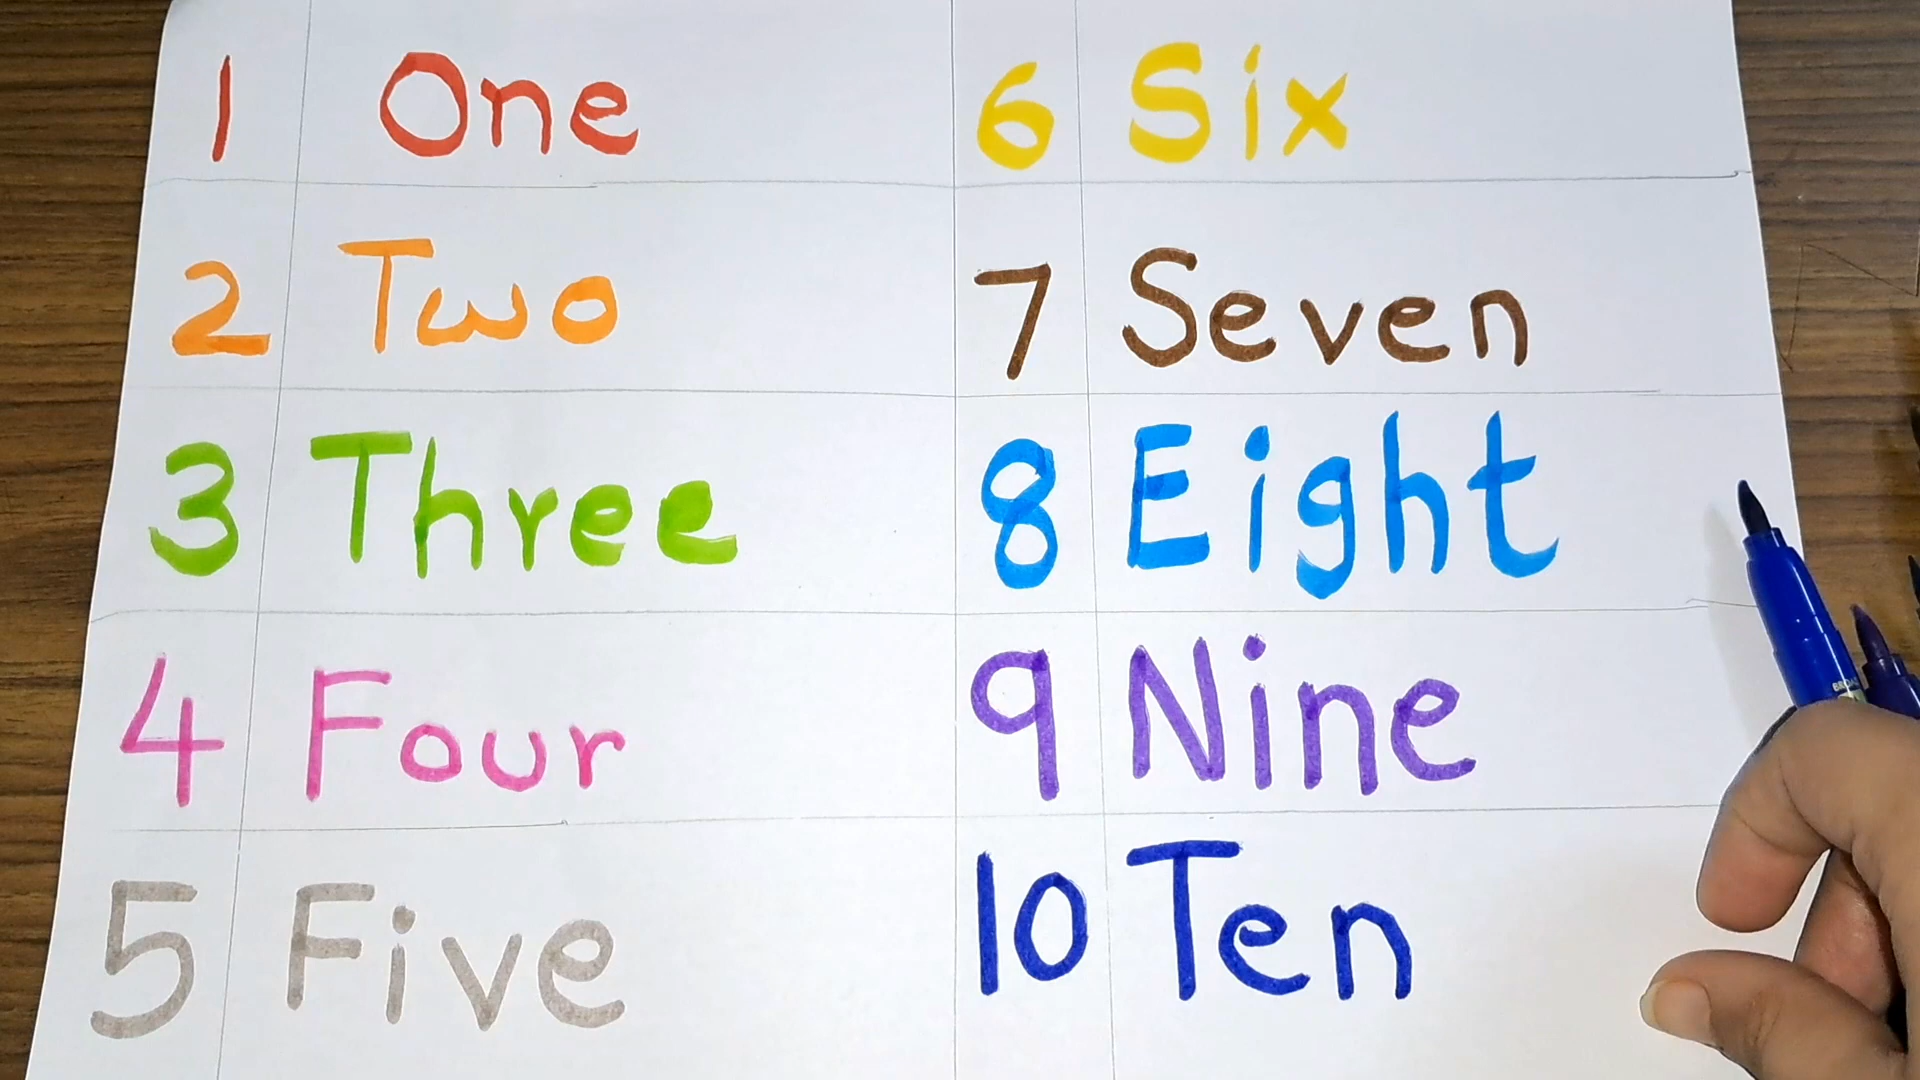 1 One
2 Two
3 Three
4 Four
5 Five
6 Six
7 Seven
8 Eight
9 Nine
10 Ten